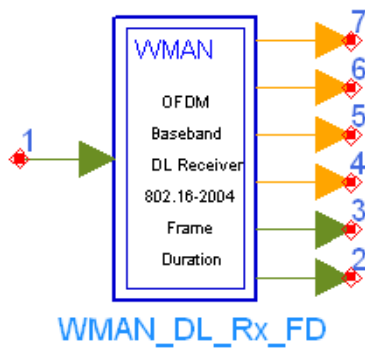 7
WMAN
6
OFDM
1
Baseband
5
DL Receiver
4
802.16-2004
Frame
3
Duration
2
WMAN_DL_Rx_FD